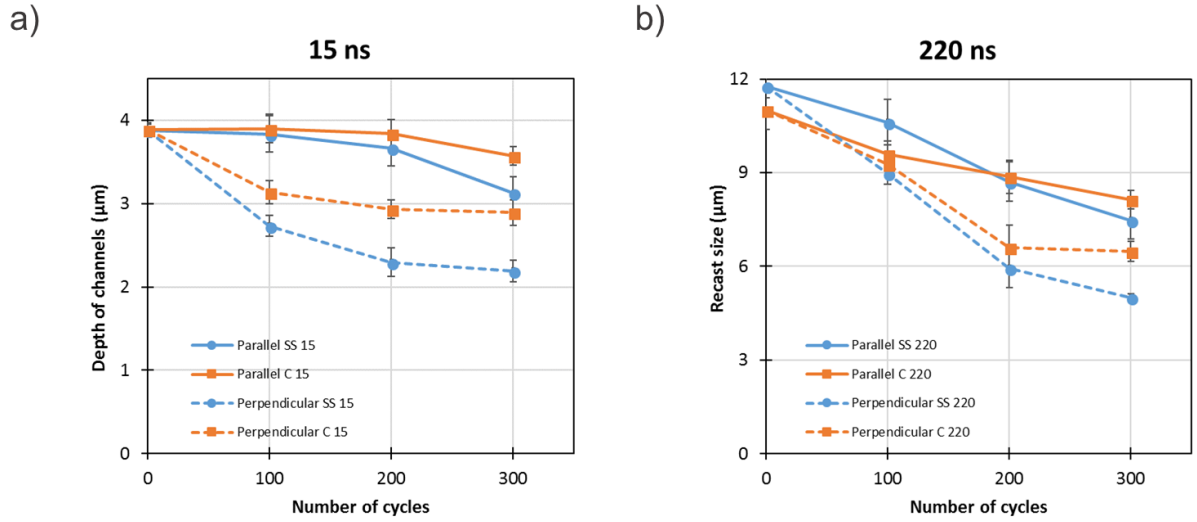 a)
15 ns
Depth of channels (μm)
4
3
2
1
0
0 100 200 300
Number of cycles
Parallel SS 15
Parallel C 15
Perpendicular SS 15
Perpendicular C 15
b)
220 ns
Recast size (μm)
12
9
6
3
0
0 100 200 300
Number of cycles
Parallel SS 220
Parallel C 220
Perpendicular SS 220
Perpendicular C 220